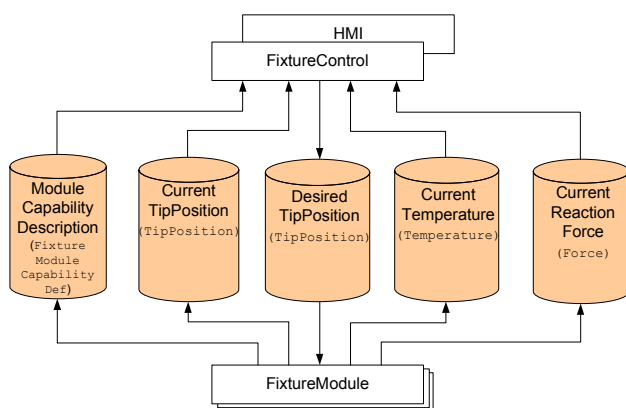 HMI
FixtureControl
Module
Capability
Description
(Fixture
Module
Capability
Def)
Current
TipPosition
(TipPosition)
Desired
TipPosition
(TipPosition)
Current
Temperature
(Temperature)
Current
Reaction
Force
(Force)
FixtureModule